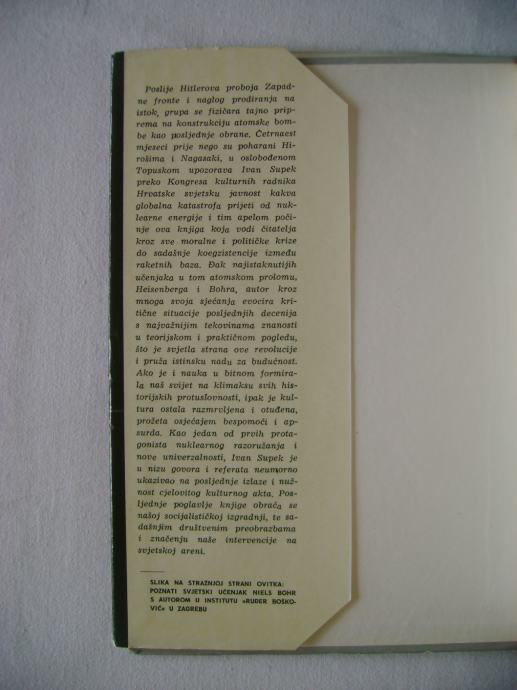 Poslije Hitlerova proboja Zapad-
ne fronte i naglog prodiranja na
istok, grupa se fizičara tajno prip-
rema na konstrukciju atomske bom-
be kao posljednje obrane. Četrnaest
mjeseci prije nego su poharani Hi-
rošima i Nagasaki, u oslobođenom
Topuskom upozorava Ivan Supek
preko Kongresa kulturnih radnika
Hrvatske svjetsku javnost kakva
globalna katastrofa prijeti od nuk-
learne energije i tim apelom poči-
nje ova knjiga koja vodi čitatelja
kroz sve moralne i političke krize
do sadašnje koegzistencije između
raketnih baza. Đak najistaknutijih
učenjaka u tom atomskom prolomu,
Heisenberga i Bohra, autor kroz
mnoga svoja sjećanja evocira kri-
tične situacije posljednjih decenija
s najvažnijim tekovinama znanosti
u teorijskom i praktičnom pogledu,
što je svjetla strana ove revolucije
i pruža istinsku nadu za budućnost.
Ako je i nauka u bitnom formira-
la naš svijet na klimaksu svih his-
torijskih protuslovnosti, ipak je kul-
tura ostala razmrvljena i otuđena,
prožeta osjećajem bespomoći i ap-
surda. Kao jedan od prvih prota-
gonista nuklearnog razoružanja i
nove univerzalnosti, Ivan Supek je
u nizu govora i referata neumorno
ukazivao na posljednje izlaze i nuž-
nost cjelovitog kulturnog akta. Pos-
ljednje poglavlje knjige obraća se
našoj socijalističkoj izgradnji, te sa-
dašnjim društvenim preobrazbama
i značenju naše intervencije na
svjetskoj areni.
SLIKA NA STRAŽNJOJ STRANI OVITKA:
POZNATI SVJETSKI UČENJAK NIELS BOHR
S AUTOROM U INSTITUTU »RUĐER BOŠKO-
VIĆ« U ZAGREBU